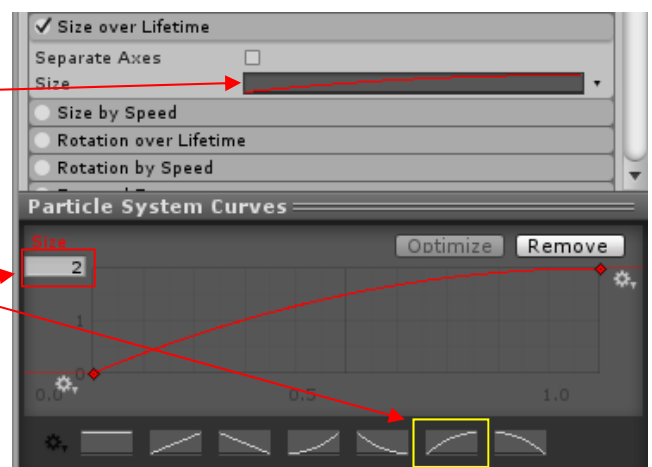 Size over Lifetime
Separate Axes
Size
Size by Speed
Rotation over Lifetime
Rotation by Speed
Particle System Curves
Size
Optimize Remove
2
1
0
0.0 0.5 1.0